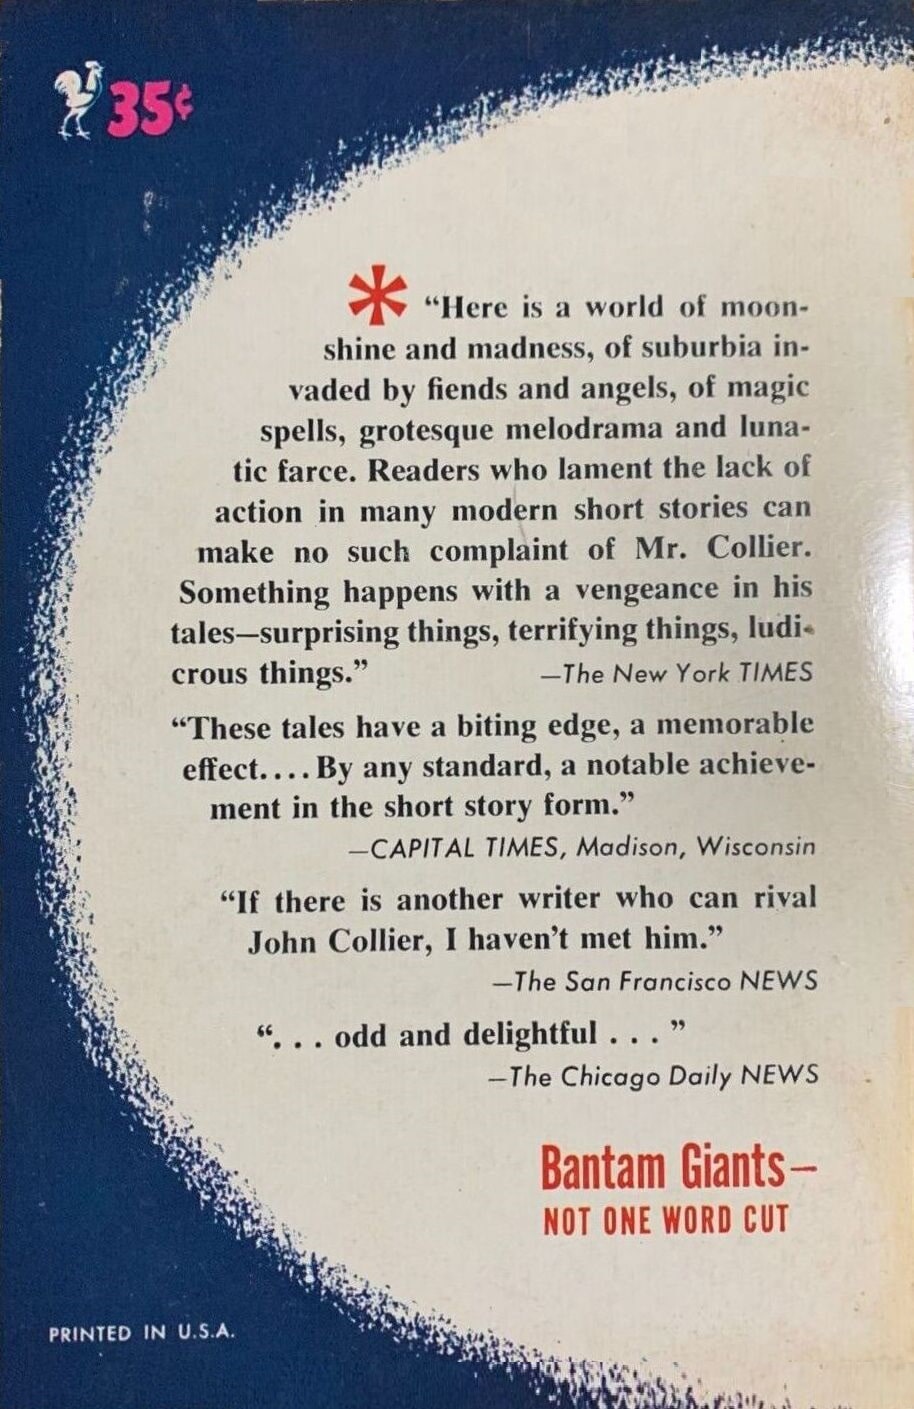 35¢
* “Here is a world of moon-
shine and madness, of suburbia in-
vaded by fiends and angels, of magic
spells, grotesque melodrama and luna-
tic farce. Readers who lament the lack of
action in many modern short stories can
make no such complaint of Mr. Collier.
Something happens with a vengeance in his
tales—surprising things, terrifying things, ludi-
crous things.” —The New York TIMES
“These tales have a biting edge, a memorable
effect.... By any standard, a notable achieve-
ment in the short story form.”
—CAPITAL TIMES, Madison, Wisconsin
“If there is another writer who can rival
John Collier, I haven't met him.”
—The San Francisco NEWS
“. . . odd and delightful . . . ”
—The Chicago Daily NEWS
Bantam Giants—
NOT ONE WORD CUT
PRINTED IN U.S.A.